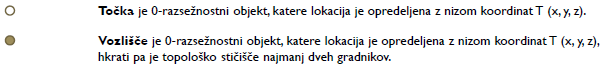 Točka je 0-razsežnostni objekt, katere lokacija je opredeljena z nizom koordinat T (x, y, z).
Vozlišče je 0-razsežnostni objekt, katere lokacija je opredeljena z nizom koordinat T (x, y, z),
hkrati pa je topološko stičišče najmanj dveh gradnikov.